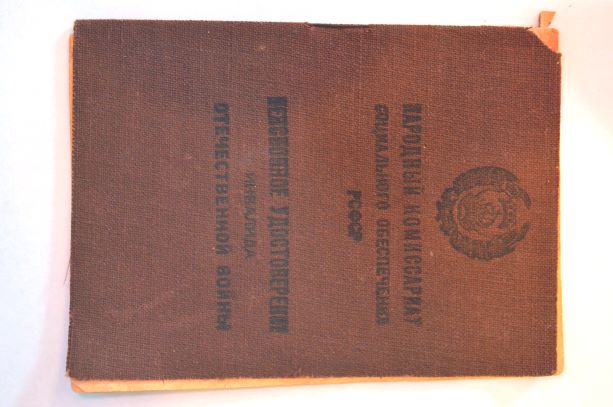 НАРОДНЫЙ КОМИССАРИАТ
СОЦИАЛЬНОГО ОБЕСПЕЧЕНИЯ
РСФСР
ПЕНСИОННОЕ УДОСТОВЕРЕНИЕ
ИНВАЛИДА
ОТЕЧЕСТВЕННОЙ ВОЙНЫ